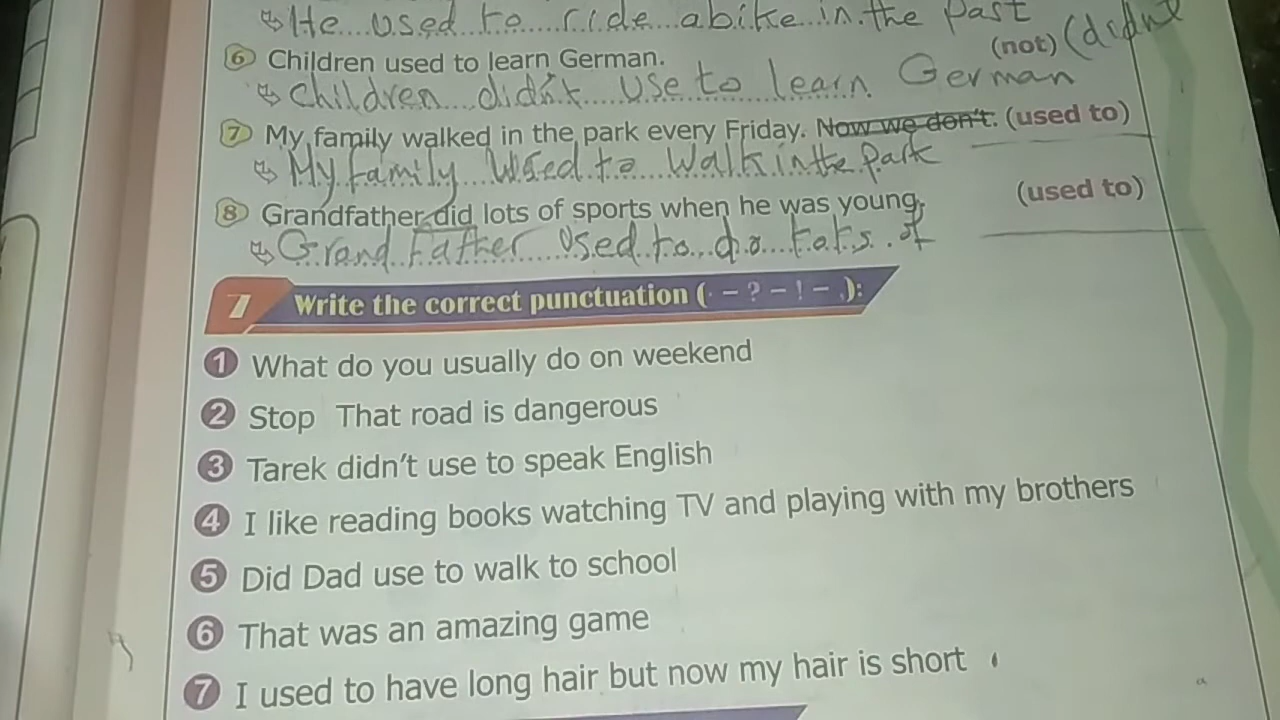 He used to ride a bike in the past
(not) (didn't
6 Children used to learn German.
Children didn't use to learn German
7 My family walked in the park every Friday. Now we don't. (used to)
My family used to walk in the park
8 Grandfather did lots of sports when he was young. (used to)
Grand Father used to do lots of
7 Write the correct punctuation (. – ? – ! – ,):
1 What do you usually do on weekend
2 Stop That road is dangerous
3 Tarek didn't use to speak English
4 I like reading books watching TV and playing with my brothers
5 Did Dad use to walk to school
6 That was an amazing game
7 I used to have long hair but now my hair is short